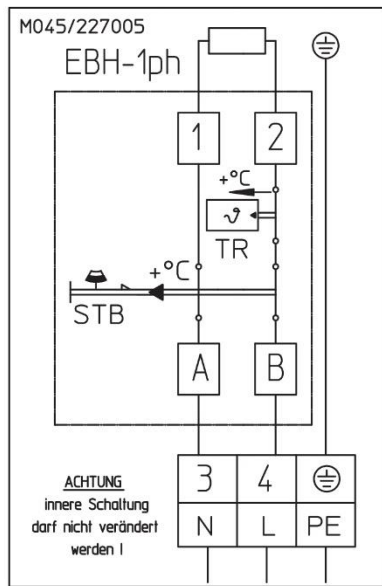 M045/227005
EBH-1ph
1 2
+°C
ϑ
TR
+°C
STB
A B
3 4
N L PE
ACHTUNG
innere Schaltung
darf nicht verändert
werden !